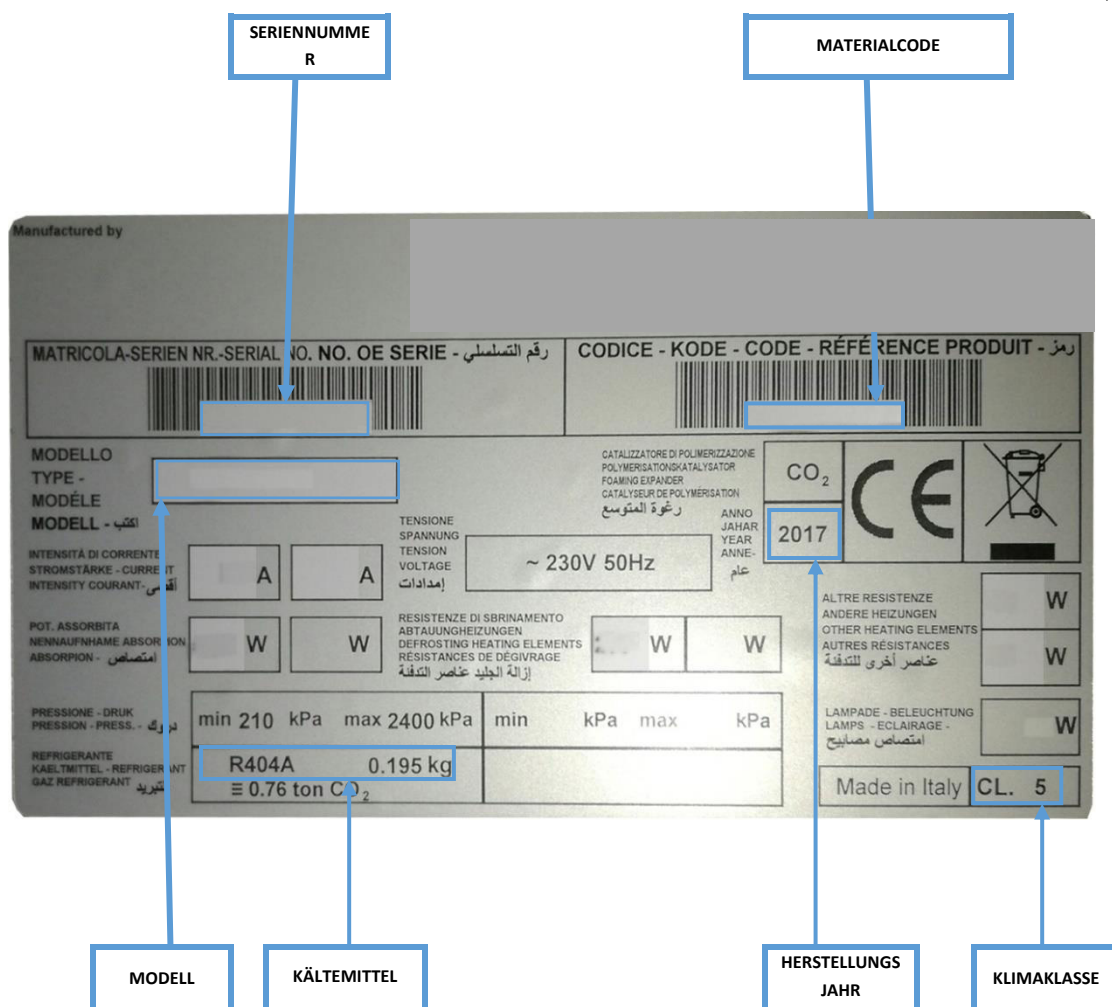 SERIENNUMME
R
MATERIALCODE
Manufactured by
MATRICOLA-SERIEN NR.-SERIAL NO. NO. OE SERIE - رقم التسلسلي
CODICE - KODE - CODE - RÉFÉRENCE PRODUIT - رمز
MODELLO
TYPE -
MODÉLE
MODELL - اكتب
CATALIZZATORE DI POLIMERIZZAZIONE
POLYMERISATIONSKATALYSATOR
FOAMING EXPANDER
CATALYSEUR DE POLYMÉRISATION
رغوة المتوسع
CO2
ANNO
JAHAR
YEAR
ANNE-
عام
2017
CE
INTENSITÁ DI CORRENTE
STROMSTÄRKE - CURRENT
INTENSITY COURANT- أقصى
A
A
TENSIONE
SPANNUNG
TENSION
VOLTAGE
إمدادات
~ 230V 50Hz
POT. ASSORBITA
NENNAUFNHAME ABSORPTION
ABSORPION - امتصاص
W
W
RESISTENZE DI SBRINAMENTO
ABTAUUNGHEIZUNGEN
DEFROSTING HEATING ELEMENTS
RÉSISTANCES DE DÉGIVRAGE
إزالة الجليد عناصر التدفئة
W
W
ALTRE RESISTENZE
ANDERE HEIZUNGEN
OTHER HEATING ELEMENTS
AUTRES RÉSISTANCES
عناصر أخرى للتدفئة
W
W
PRESSIONE - DRUK
PRESSION - PRESS. -
min 210 kPa max 2400 kPa
min kPa max kPa
LAMPADE - BELEUCHTUNG
LAMPS - ECLAIRAGE -
امتصاص مصابيح
W
REFRIGERANTE
KAELTMITTEL - REFRIGERANT
GAZ REFRIGERANT
R404A 0.195 kg
≡ 0.76 ton CO2
Made in Italy
CL. 5
MODELL
KÄLTEMITTEL
HERSTELLUNGS
JAHR
KLIMAKLASSE